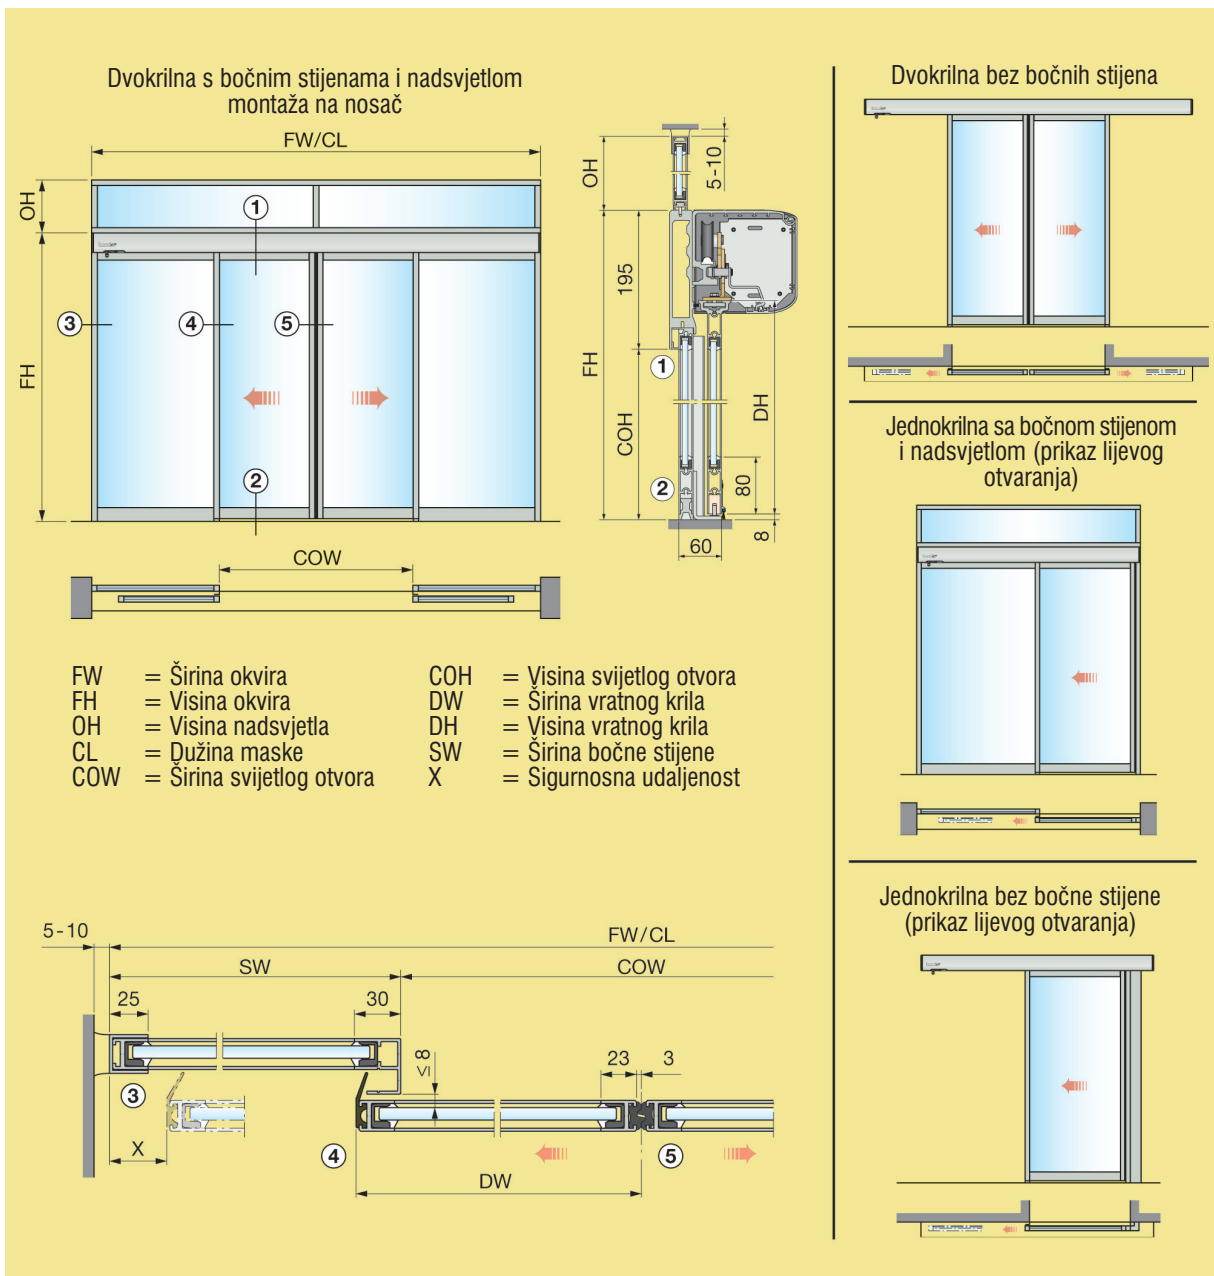 Dvokrilna s bočnim stijenama i nadsvjetlom
montaža na nosač
FW/CL
OH
FH
1
2
3
4
5
COW
OH
5-10
195
FH
COH
DH
80
8
60
1
2
FW = Širina okvira
FH = Visina okvira
OH = Visina nadsvjetla
CL = Dužina maske
COW = Širina svijetlog otvora
COH = Visina svijetlog otvora
DW = Širina vratnog krila
DH = Visina vratnog krila
SW = Širina bočne stijene
X = Sigurnosna udaljenost
5-10
FW/CL
SW
COW
25
30
≤8
23
3
3
X
4
5
DW
Dvokrilna bez bočnih stijena
Jednokrilna sa bočnom stijenom
i nadsvjetlom (prikaz lijevog
otvaranja)
Jednokrilna bez bočne stijene
(prikaz lijevog otvaranja)